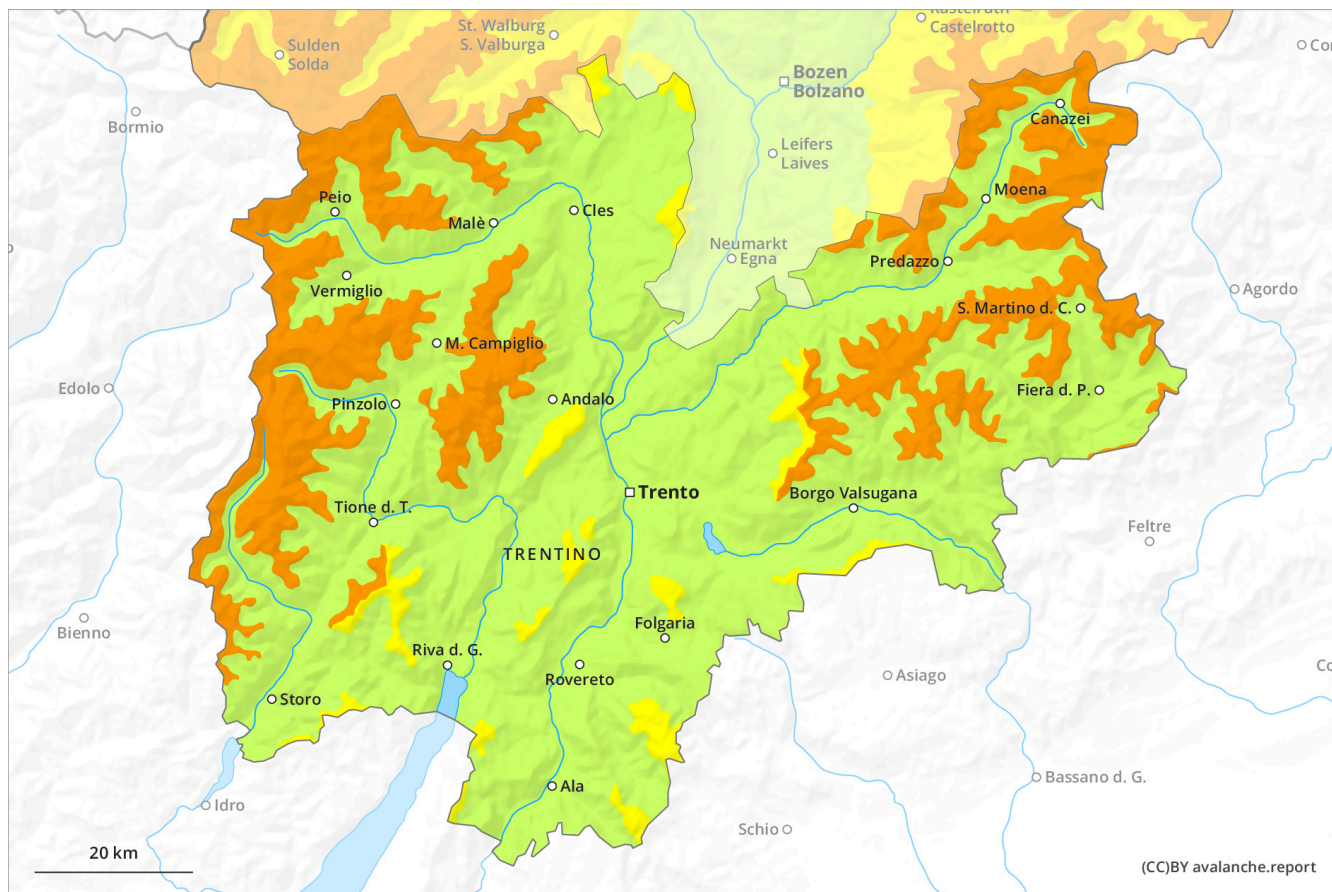 Kastelruth
Castelrotto
St. Walburg
S. Valburga
Sulden
Solda
Bozen
Bolzano
Bormio
Canazei
Leifers
Laives
Moena
Peio
Malè
Cles
Neumarkt
Egna
Predazzo
Vermiglio
Agordo
S. Martino d. C.
M. Campiglio
Edolo
Andalo
Fiera d. P.
Pinzolo
Trento
Borgo Valsugana
Tione d. T.
Feltre
TRENTINO
Bienno
Folgaria
Riva d. G.
Rovereto
Asiago
Storo
Ala
Bassano d. G.
Idro
Schio
20 km
(CC)BY avalanche.report